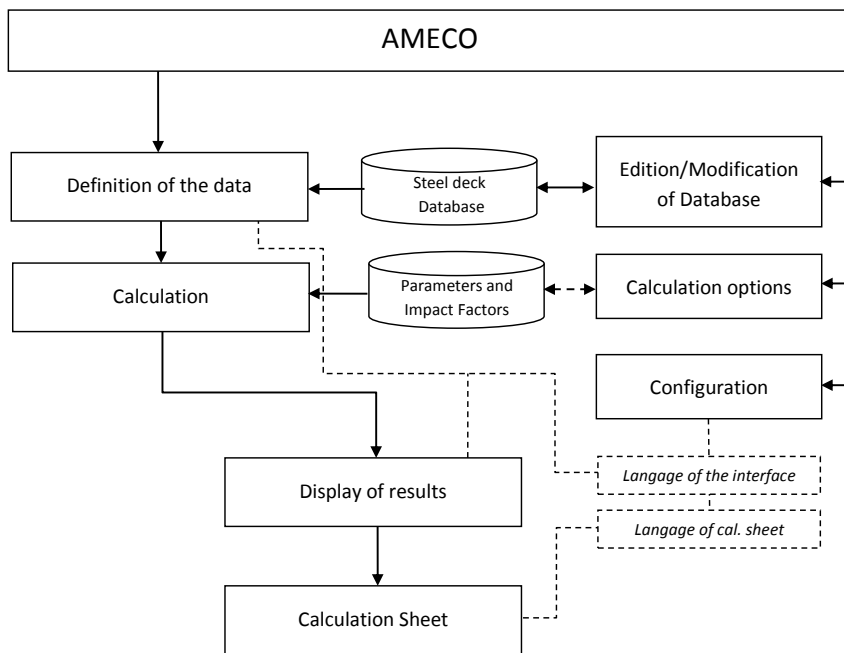 AMECO
Definition of the data
Steel deck
Database
Edition/Modification
of Database
Calculation
Parameters and
Impact Factors
Calculation options
Configuration
Display of results
Langage of the interface
Langage of cal. sheet
Calculation Sheet